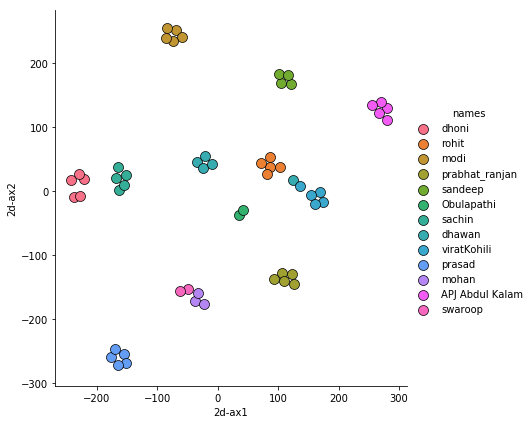 names
dhoni
rohit
modi
prabhat_ranjan
sandeep
Obulapathi
sachin
dhawan
viratKohili
prasad
mohan
APJ Abdul Kalam
swaroop
2d-ax2
200
100
0
−100
−200
−300
−200
−100
0
100
200
300
2d-ax1